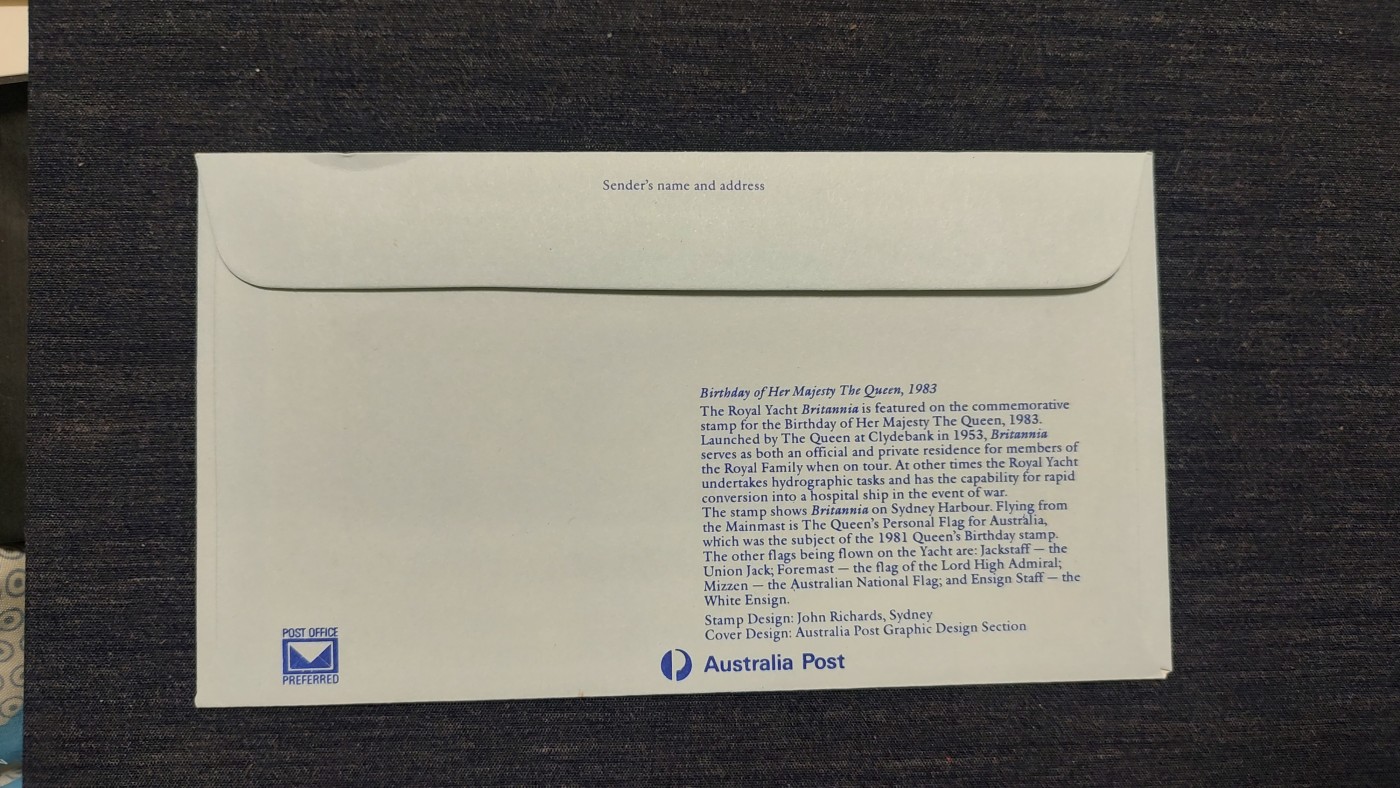 Sender's name and address
Birthday of Her Majesty The Queen, 1983
The Royal Yacht Britannia is featured on the commemorative
stamp for the Birthday of Her Majesty The Queen, 1983.
Launched by The Queen at Clydebank in 1953, Britannia
serves as both an official and private residence for members of
the Royal Family when on tour. At other times the Royal Yacht
undertakes hydrographic tasks and has the capability for rapid
conversion into a hospital ship in the event of war.
The stamp shows Britannia on Sydney Harbour. Flying from
the Mainmast is The Queen's Personal Flag for Australia,
which was the subject of the 1981 Queen's Birthday stamp.
The other flags being flown on the Yacht are: Jackstaff — the
Union Jack; Foremast — the flag of the Lord High Admiral;
Mizzen — the Australian National Flag; and Ensign Staff — the
White Ensign.
Stamp Design: John Richards, Sydney
Cover Design: Australia Post Graphic Design Section
POST OFFICE
PREFERRED
Australia Post